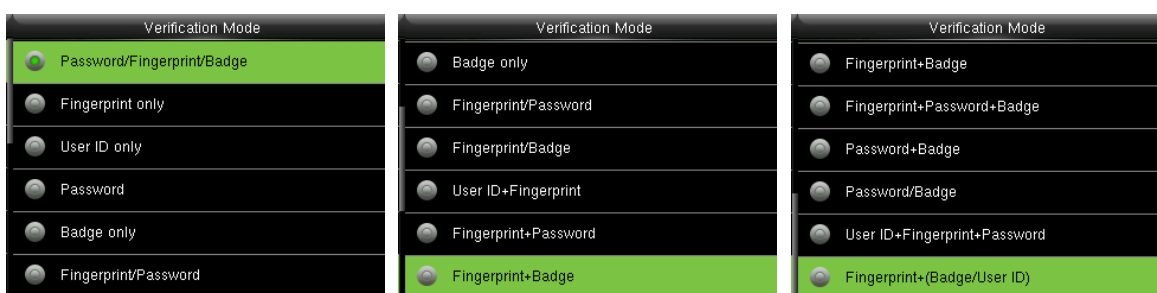 Verification Mode
Password/Fingerprint/Badge
Fingerprint only
User ID only
Password
Badge only
Fingerprint/Password
Verification Mode
Badge only
Fingerprint/Password
Fingerprint/Badge
User ID+Fingerprint
Fingerprint+Password
Fingerprint+Badge
Verification Mode
Fingerprint+Badge
Fingerprint+Password+Badge
Password+Badge
Password/Badge
User ID+Fingerprint+Password
Fingerprint+(Badge/User ID)